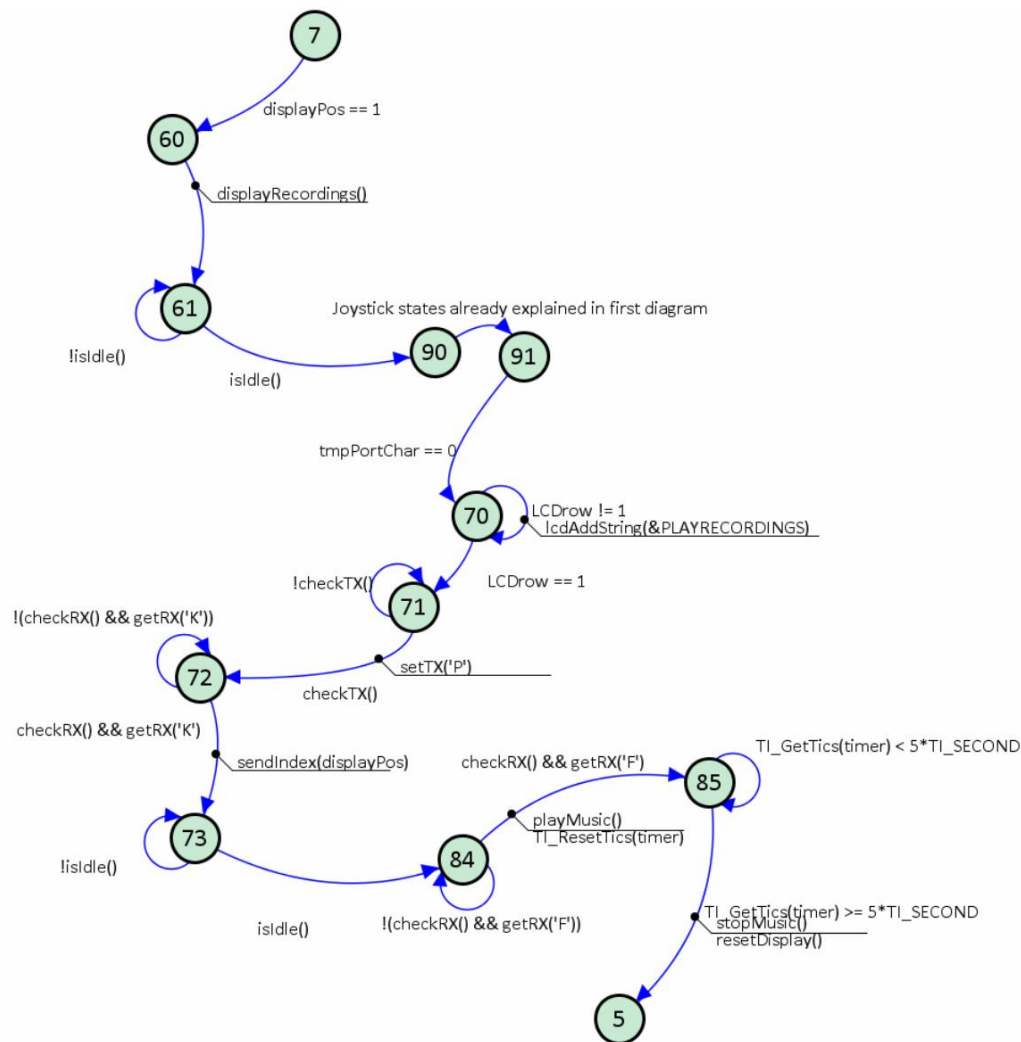 7
displayPos == 1
60
displayRecordings()
61
!isIdle()
isIdle()
Joystick states already explained in first diagram
90
91
tmpPortChar == 0
70
LCDrow != 1
lcdAddString(&PLAYRECORDINGS)
LCDrow == 1
!checkTX()
71
setTX('P')
checkTX()
!(checkRX() && getRX('K'))
72
checkRX() && getRX('K')
sendIndex(displayPos)
73
!isIdle()
isIdle()
84
!(checkRX() && getRX('F'))
checkRX() && getRX('F')
playMusic()
TI_ResetTics(timer)
85
TI_GetTics(timer) < 5*TI_SECOND
TI_GetTics(timer) >= 5*TI_SECOND
stopMusic()
resetDisplay()
5